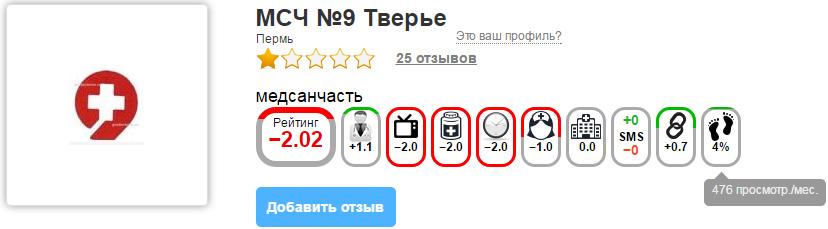 МСЧ №9 Тверье
Пермь
Это ваш профиль?
25 отзывов
медсанчасть
Рейтинг
−2.02
+1.1
−2.0
−2.0
−2.0
−1.0
0.0
+0
SMS
−0
+0.7
4%
476 просмотр./мес.
Добавить отзыв